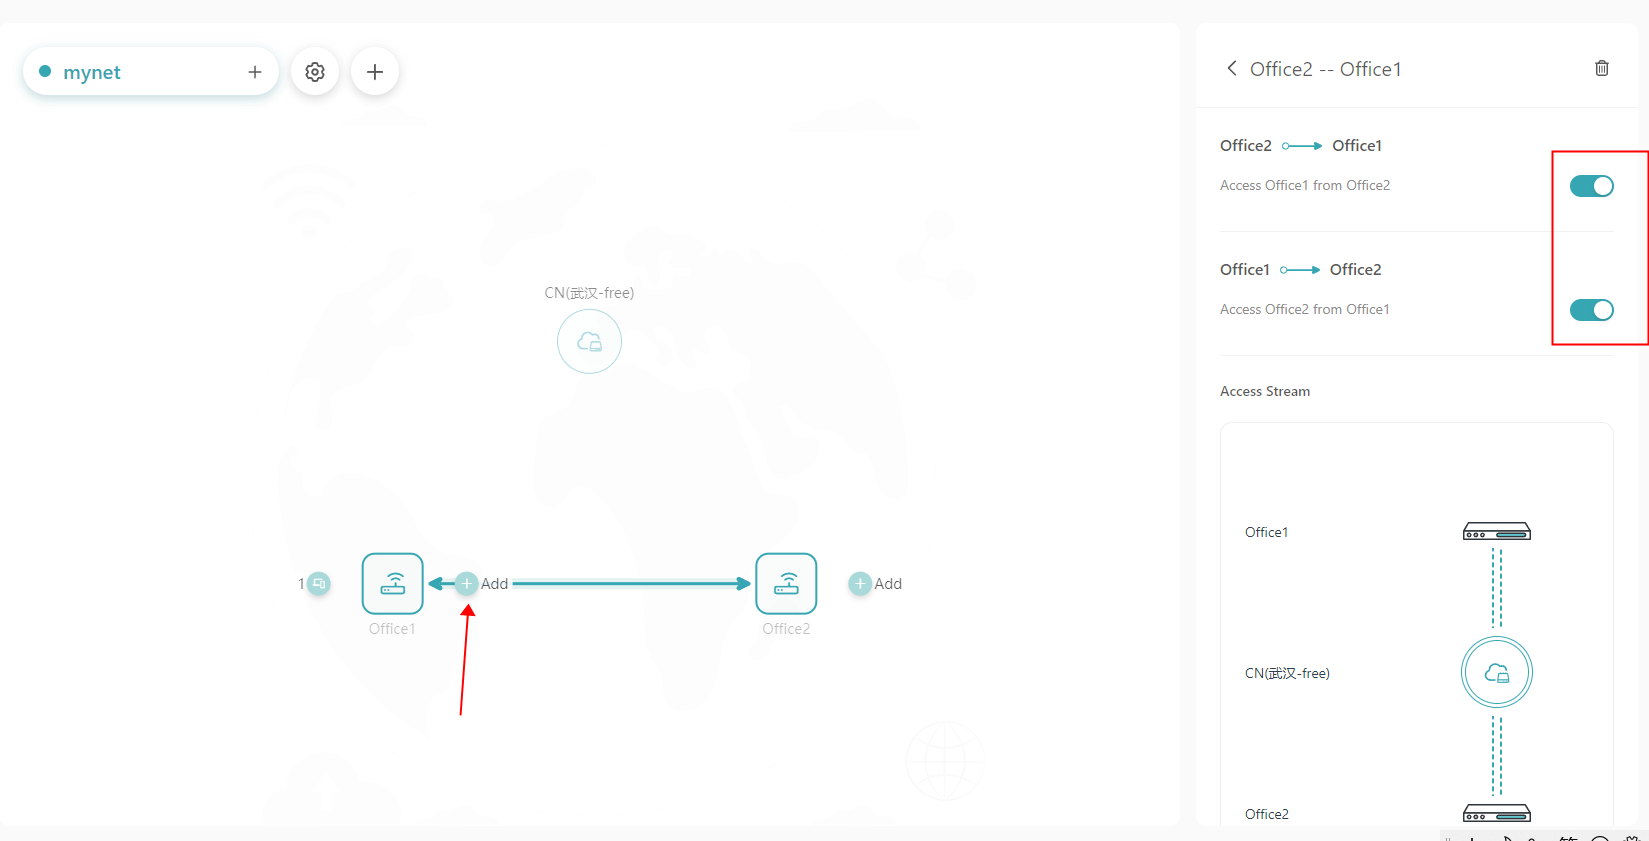 mynet
CN(武汉-free)
1
Add
Add
Office1
Office2
Office2 -- Office1
Office2 Office1
Access Office1 from Office2
Office1 Office2
Access Office2 from Office1
Access Stream
Office1
CN(武汉-free)
Office2